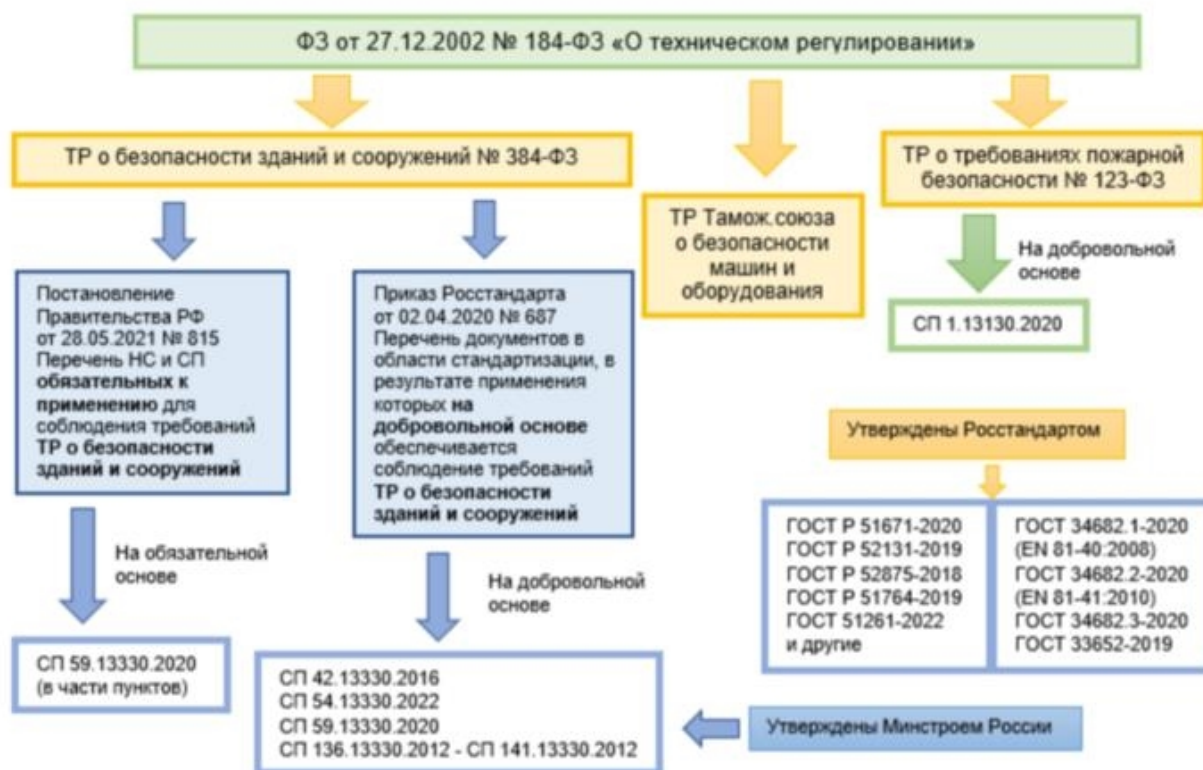 ФЗ от 27.12.2002 № 184-ФЗ «О техническом регулировании»
ТР о безопасности зданий и сооружений № 384-ФЗ
ТР Тамож.союза
о безопасности
машин и
оборудования
ТР о требованиях пожарной
безопасности № 123-ФЗ
На добровольной
основе
СП 1.13130.2020
Постановление
Правительства РФ
от 28.05.2021 № 815
Перечень НС и СП
обязательных к
применению для
соблюдения требований
ТР о безопасности
зданий и сооружений
Приказ Росстандарта
от 02.04.2020 № 687
Перечень документов в
области стандартизации, в
результате применения
которых на
добровольной основе
обеспечивается
соблюдение требований
ТР о безопасности
зданий и сооружений
На обязательной
основе
СП 59.13330.2020
(в части пунктов)
На добровольной
основе
СП 42.13330.2016
СП 54.13330.2022
СП 59.13330.2020
СП 136.13330.2012 - СП 141.13330.2012
Утверждены Росстандартом
ГОСТ Р 51671-2020
ГОСТ Р 52131-2019
ГОСТ Р 52875-2018
ГОСТ Р 51764-2019
ГОСТ 51261-2022
и другие
ГОСТ 34682.1-2020
(EN 81-40:2008)
ГОСТ 34682.2-2020
(EN 81-41:2010)
ГОСТ 34682.3-2020
ГОСТ 33652-2019
Утверждены Минстроем России